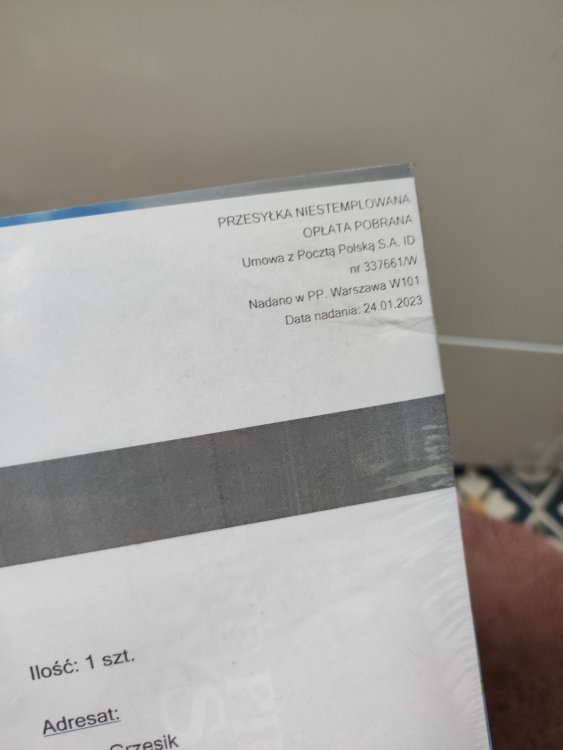 PRZESYŁKA NIESTEMPLOWANA
OPŁATA POBRANA
Umowa z Pocztą Polską S.A. ID
nr 337661/W
Nadano w PP. Warszawa W101
Data nadania: 24.01.2023
Ilość: 1 szt.
Adresat:
Grzesik